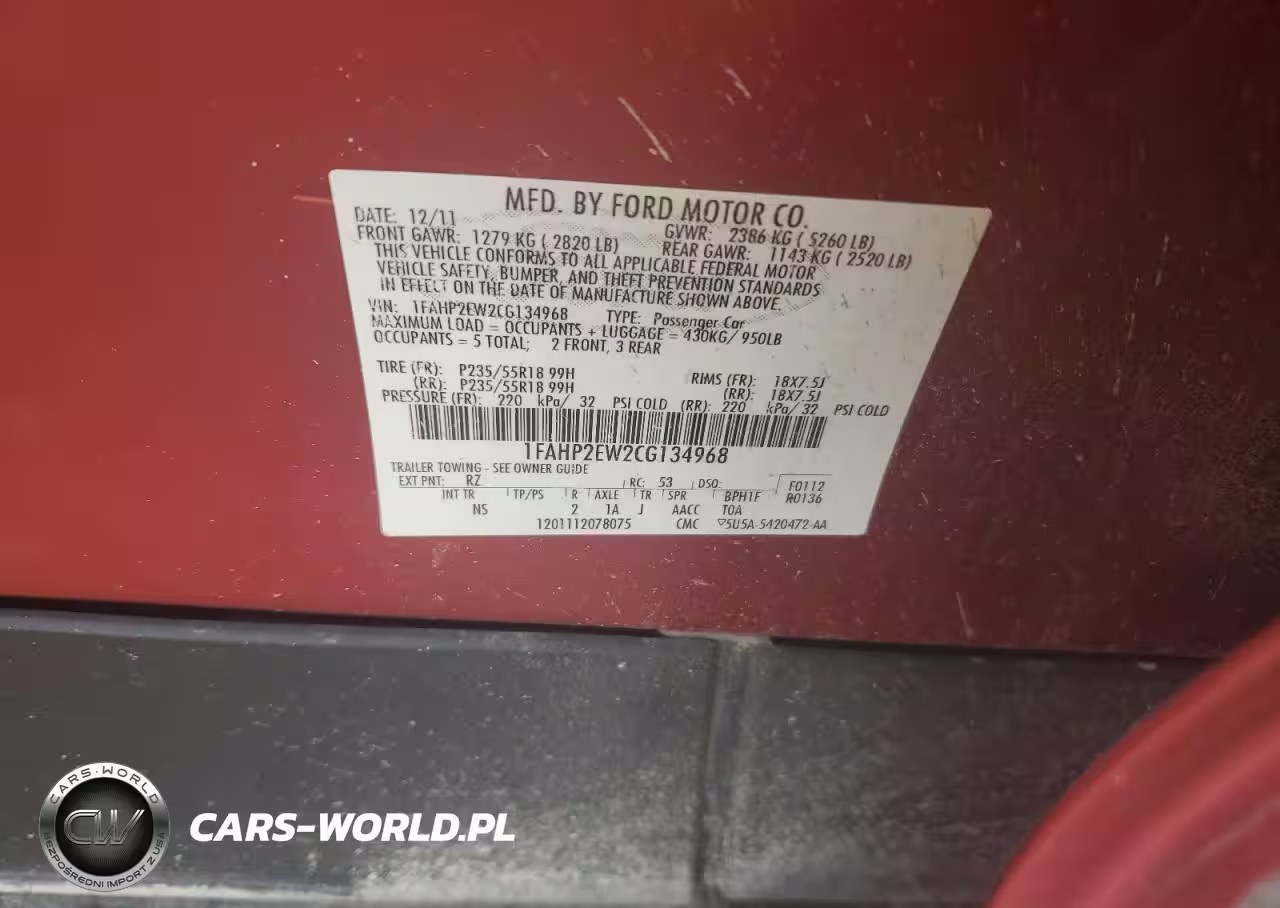 MFD. BY FORD MOTOR CO.
DATE: 12/11 GVWR: 2386 KG ( 5260 LB)
FRONT GAWR: 1279 KG ( 2820 LB) REAR GAWR: 1143 KG ( 2520 LB)
THIS VEHICLE CONFORMS TO ALL APPLICABLE FEDERAL MOTOR
VEHICLE SAFETY, BUMPER, AND THEFT PREVENTION STANDARDS
IN EFFECT ON THE DATE OF MANUFACTURE SHOWN ABOVE.
VIN: 1FAHP2EW2CG134968 TYPE: Passenger Car
MAXIMUM LOAD = OCCUPANTS + LUGGAGE = 430KG/ 950LB
OCCUPANTS = 5 TOTAL; 2 FRONT, 3 REAR
TIRE (FR): P235/55R18 99H RIMS (FR): 18X7.5J
(RR): P235/55R18 99H (RR): 18X7.5J
PRESSURE (FR): 220 kPa/ 32 PSI COLD (RR): 220 kPa/ 32 PSI COLD
1FAHP2EW2CG134968
TRAILER TOWING - SEE OWNER GUIDE
EXT PNT: RZ RC: 53 DSO: F0112
INT TR TP/PS R AXLE TR SPR BPH1F R0136
NS 2 1A J AACC TOA
1201112078075 CMC 5U5A-5420472-AA
CARS-WORLD
CW
BEZPOŚREDNI IMPORT Z USA
CARS-WORLD.PL